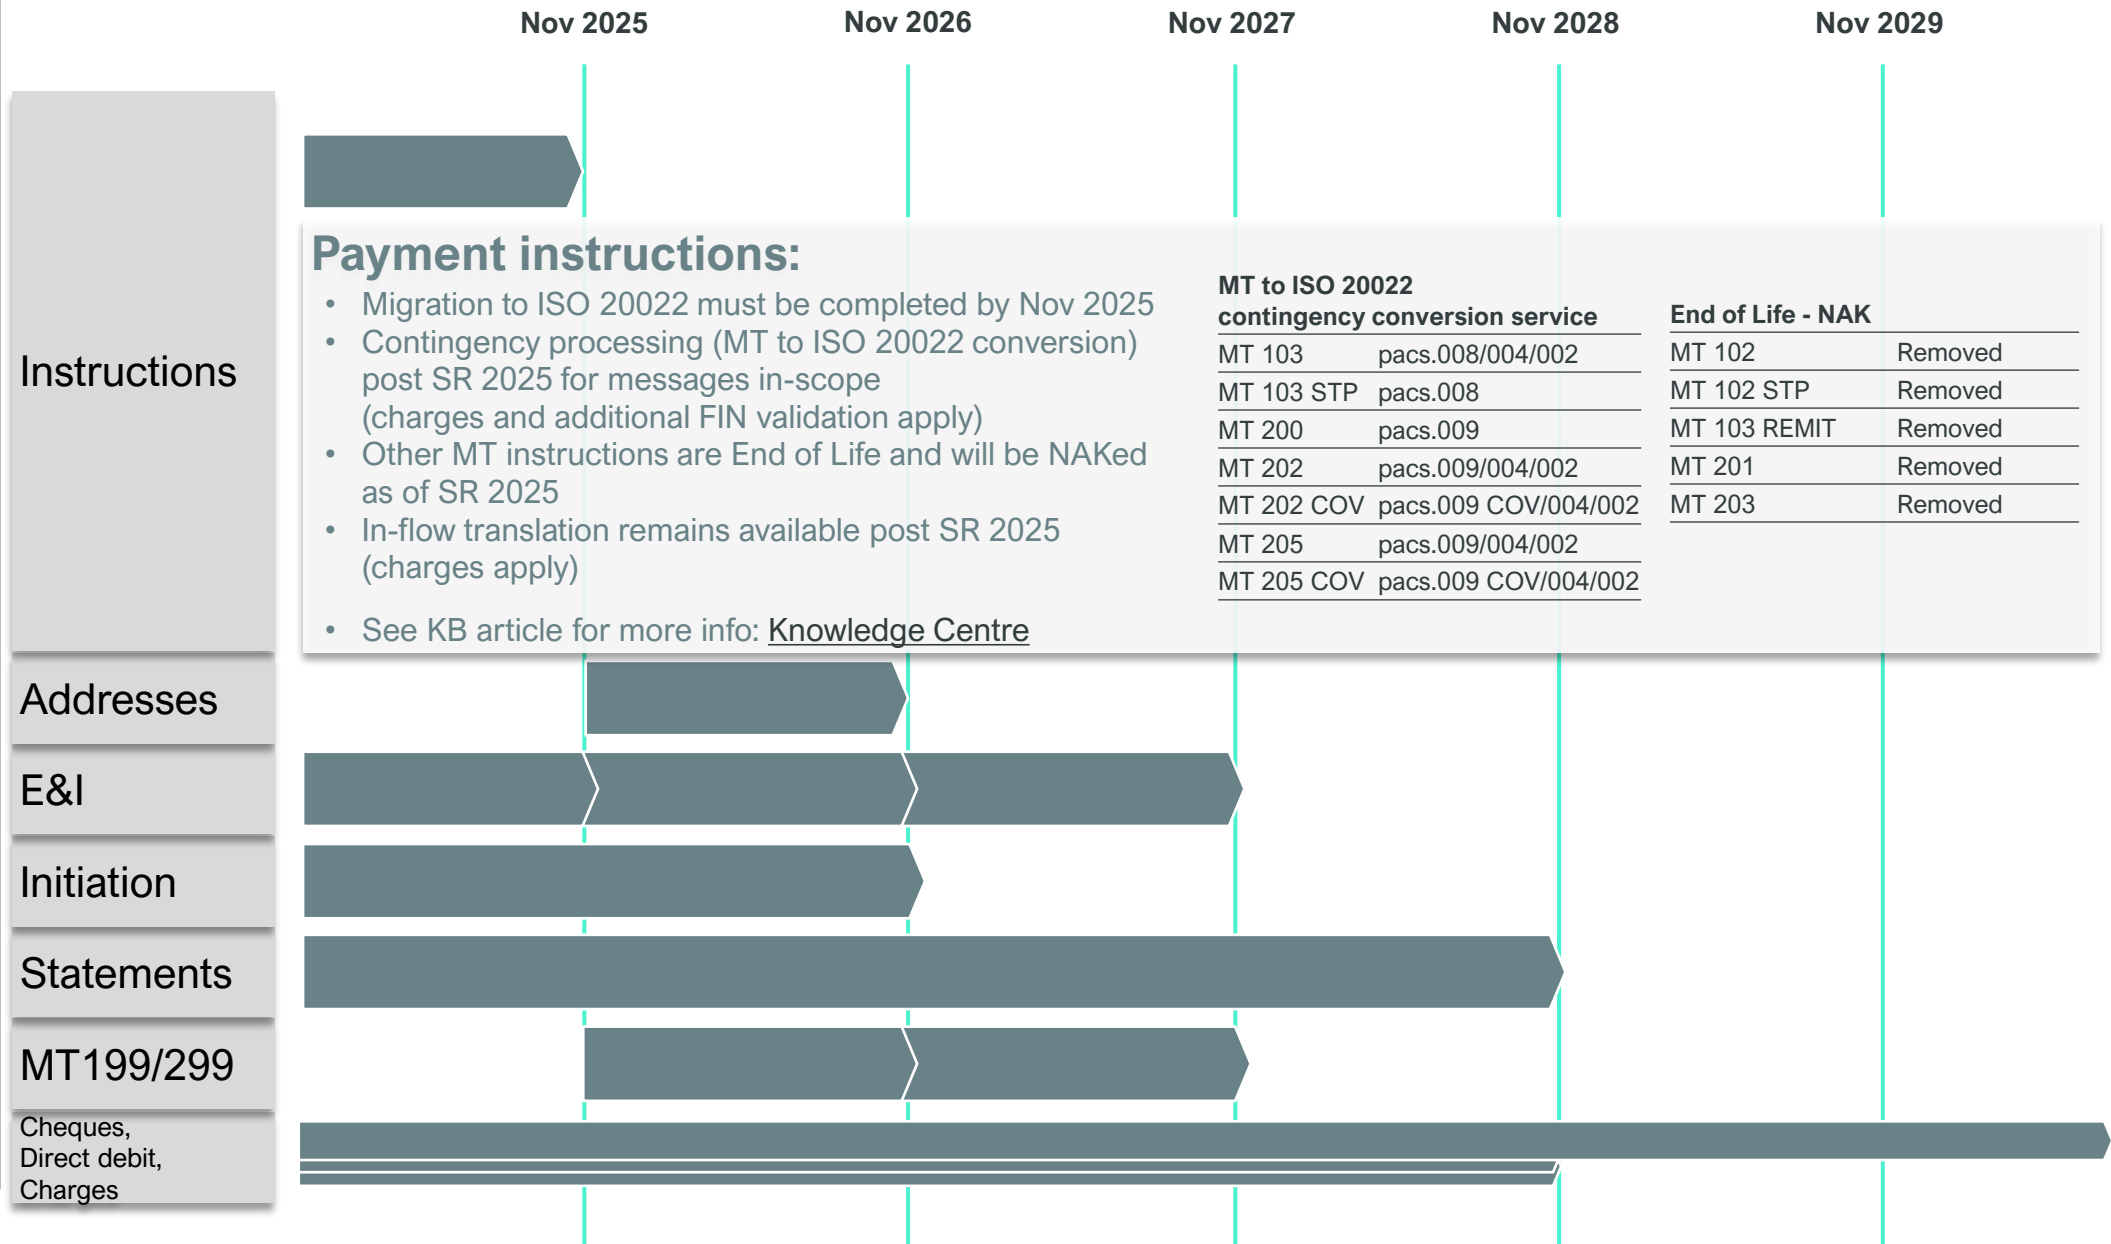 Nov 2025
Nov 2026
Nov 2027
Nov 2028
Nov 2029
Instructions
Payment instructions:
• Migration to ISO 20022 must be completed by Nov 2025
• Contingency processing (MT to ISO 20022 conversion)
post SR 2025 for messages in-scope
(charges and additional FIN validation apply)
• Other MT instructions are End of Life and will be NAKed
as of SR 2025
• In-flow translation remains available post SR 2025
(charges apply)
• See KB article for more info: Knowledge Centre
MT to ISO 20022
contingency conversion service
MT 103 pacs.008/004/002
MT 103 STP pacs.008
MT 200 pacs.009
MT 202 pacs.009/004/002
MT 202 COV pacs.009 COV/004/002
MT 205 pacs.009/004/002
MT 205 COV pacs.009 COV/004/002
End of Life - NAK
MT 102 Removed
MT 102 STP Removed
MT 103 REMIT Removed
MT 201 Removed
MT 203 Removed
Addresses
E&I
Initiation
Statements
MT199/299
Cheques,
Direct debit,
Charges